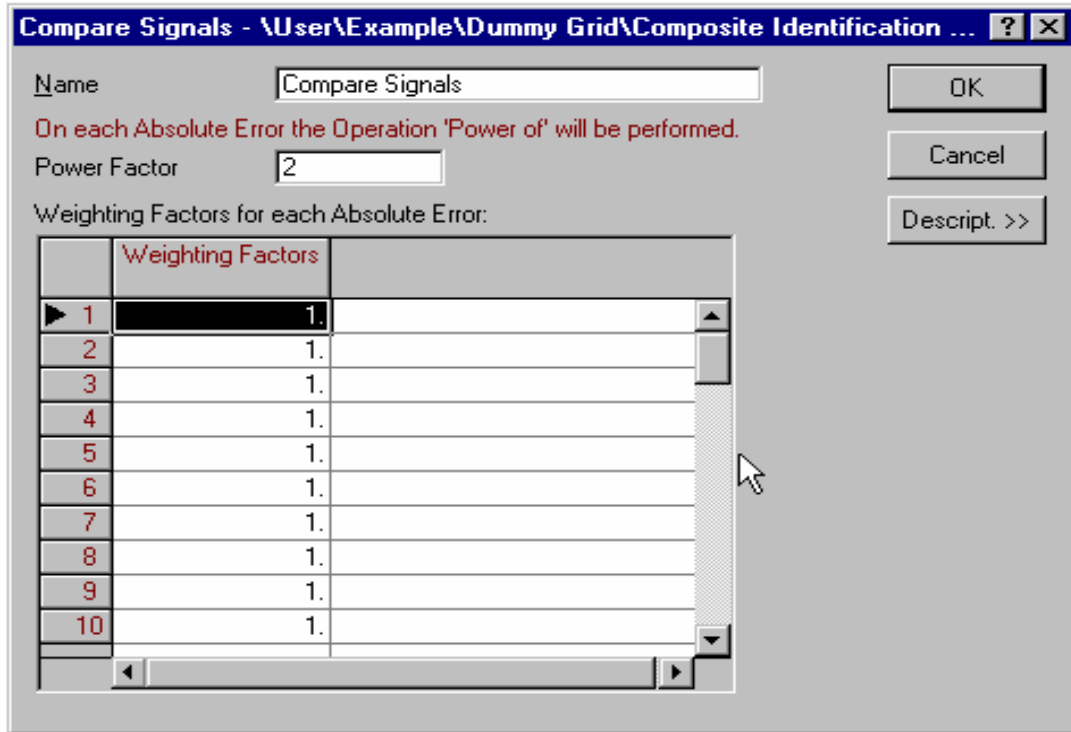 Compare Signals - \User\Example\Dummy Grid\Composite Identification ... ? X
Name Compare Signals OK
On each Absolute Error the Operation 'Power of' will be performed.
Power Factor 2 Cancel
Weighting Factors for each Absolute Error: Descript. >>
Weighting Factors
1 1.
2 1.
3 1.
4 1.
5 1.
6 1.
7 1.
8 1.
9 1.
10 1.